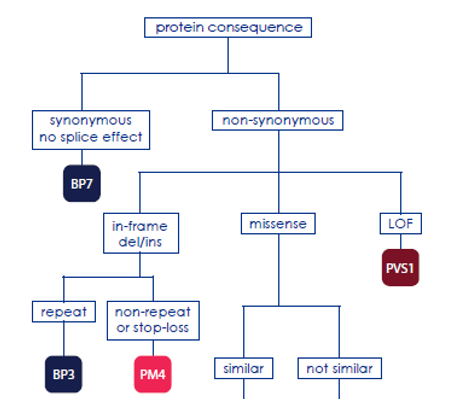 protein consequence
synonymous
no splice effect
non-synonymous
BP7
in-frame
del/ins
missense
LOF
PVS1
repeat
non-repeat
or stop-loss
BP3
PM4
similar
not similar